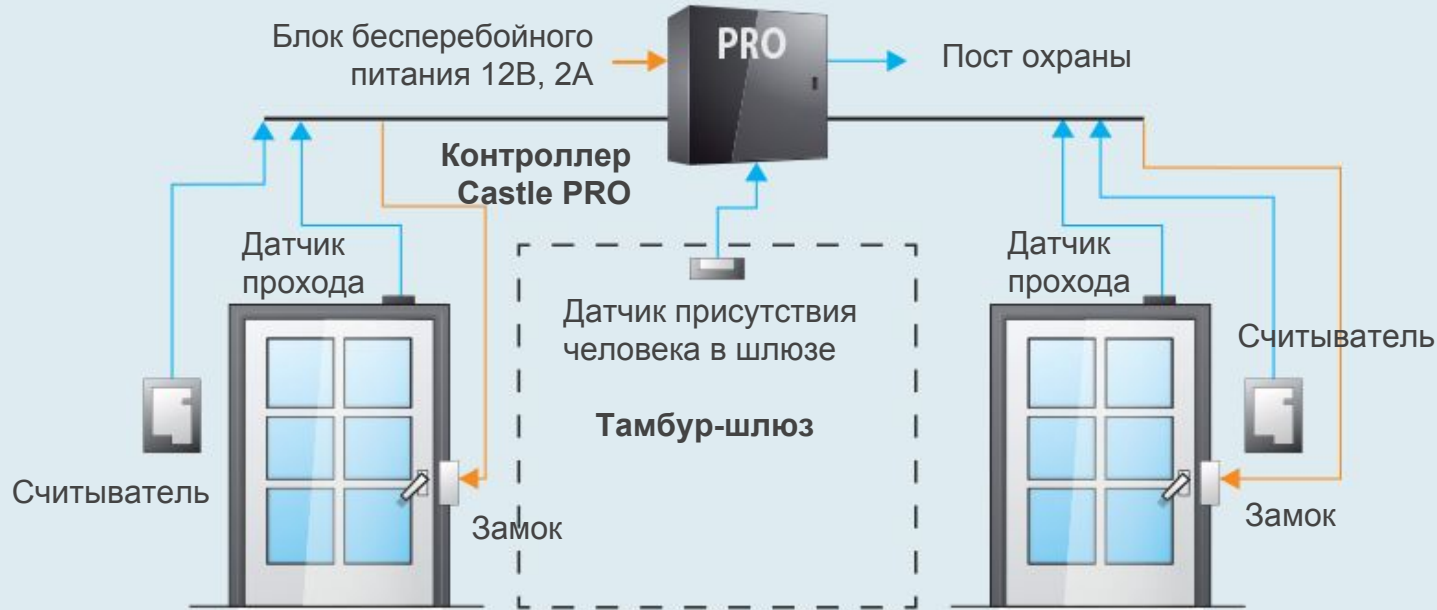 Блок бесперебойного
питания 12В, 2А
PRO
Пост охраны
Контроллер
Castle PRO
Датчик
прохода
Датчик
прохода
Датчик присутствия
человека в шлюзе
Считыватель
Тамбур-шлюз
Считыватель
Замок
Замок